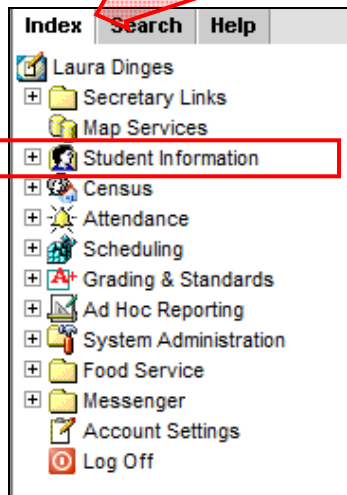 Index Search Help
Laura Dinges
Secretary Links
Map Services
Student Information
Census
Attendance
Scheduling
A+ Grading & Standards
Ad Hoc Reporting
System Administration
Food Service
Messenger
Account Settings
Log Off